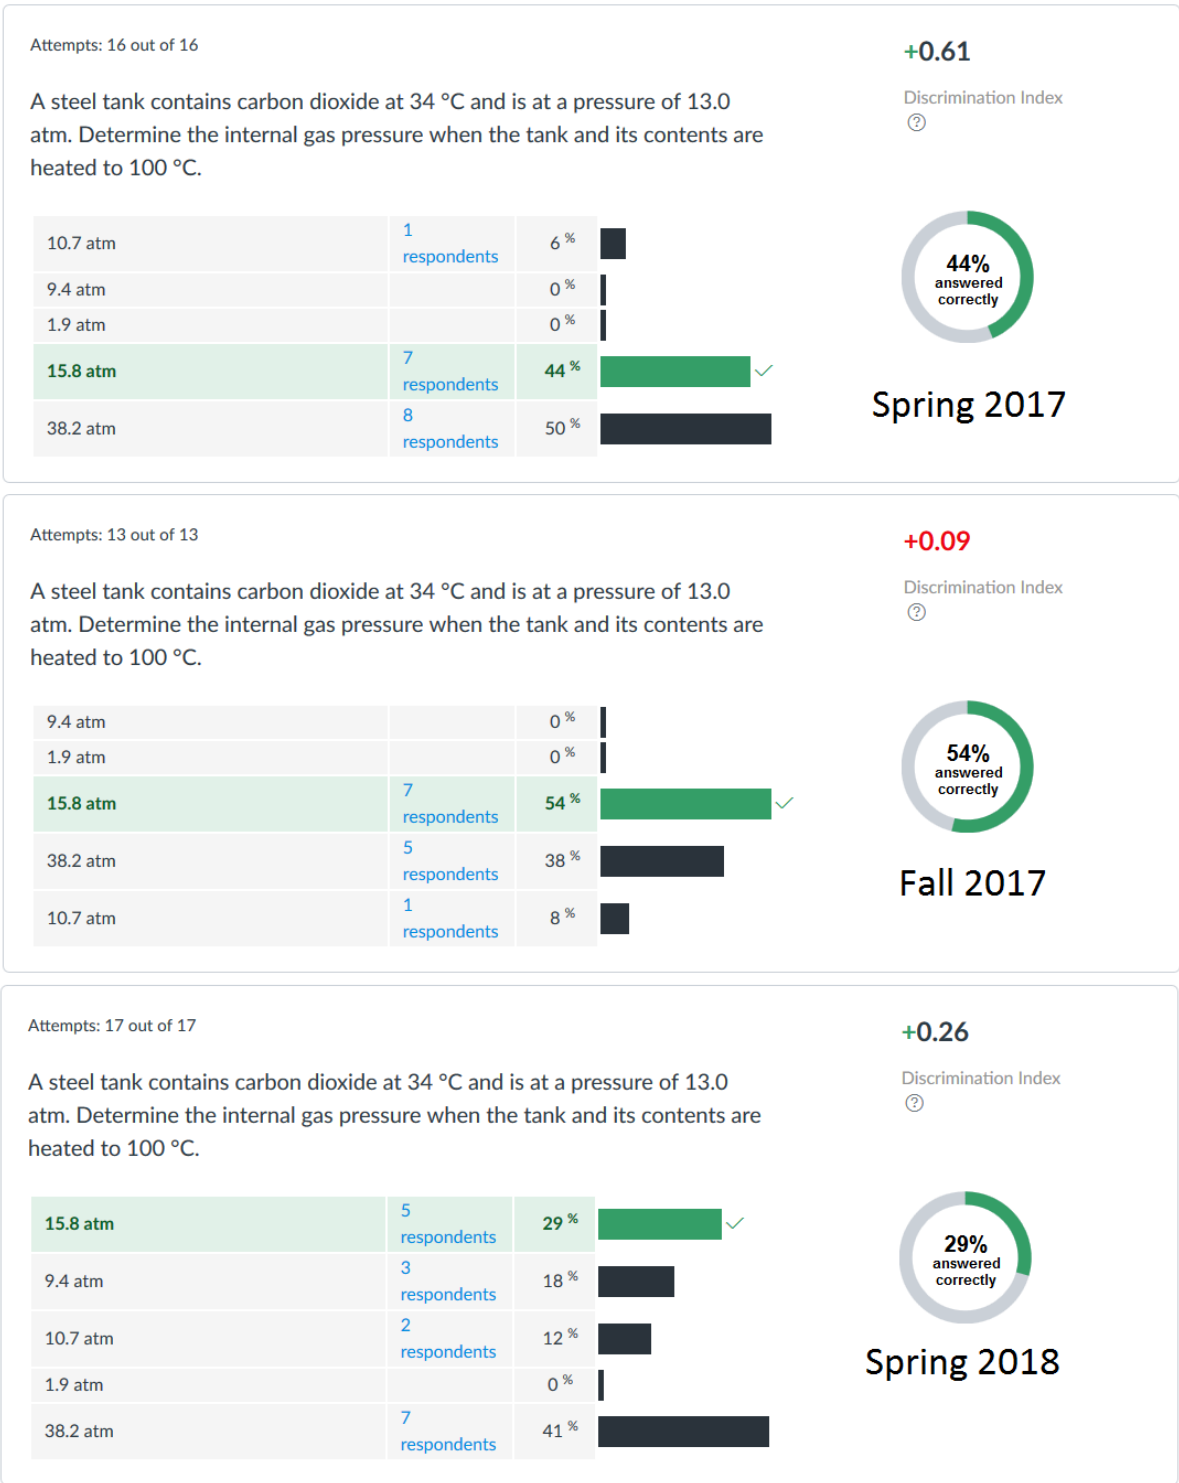 Attempts: 16 out of 16
+0.61
Discrimination Index
?
A steel tank contains carbon dioxide at 34 °C and is at a pressure of 13.0
atm. Determine the internal gas pressure when the tank and its contents are
heated to 100 °C.
10.7 atm 1 respondents 6 %
9.4 atm 0 %
1.9 atm 0 %
15.8 atm 7 respondents 44 %
38.2 atm 8 respondents 50 %
44%
answered
correctly
Spring 2017
Attempts: 13 out of 13
+0.09
Discrimination Index
?
A steel tank contains carbon dioxide at 34 °C and is at a pressure of 13.0
atm. Determine the internal gas pressure when the tank and its contents are
heated to 100 °C.
9.4 atm 0 %
1.9 atm 0 %
15.8 atm 7 respondents 54 %
38.2 atm 5 respondents 38 %
10.7 atm 1 respondents 8 %
54%
answered
correctly
Fall 2017
Attempts: 17 out of 17
+0.26
Discrimination Index
?
A steel tank contains carbon dioxide at 34 °C and is at a pressure of 13.0
atm. Determine the internal gas pressure when the tank and its contents are
heated to 100 °C.
15.8 atm 5 respondents 29 %
9.4 atm 3 respondents 18 %
10.7 atm 2 respondents 12 %
1.9 atm 0 %
38.2 atm 7 respondents 41 %
29%
answered
correctly
Spring 2018